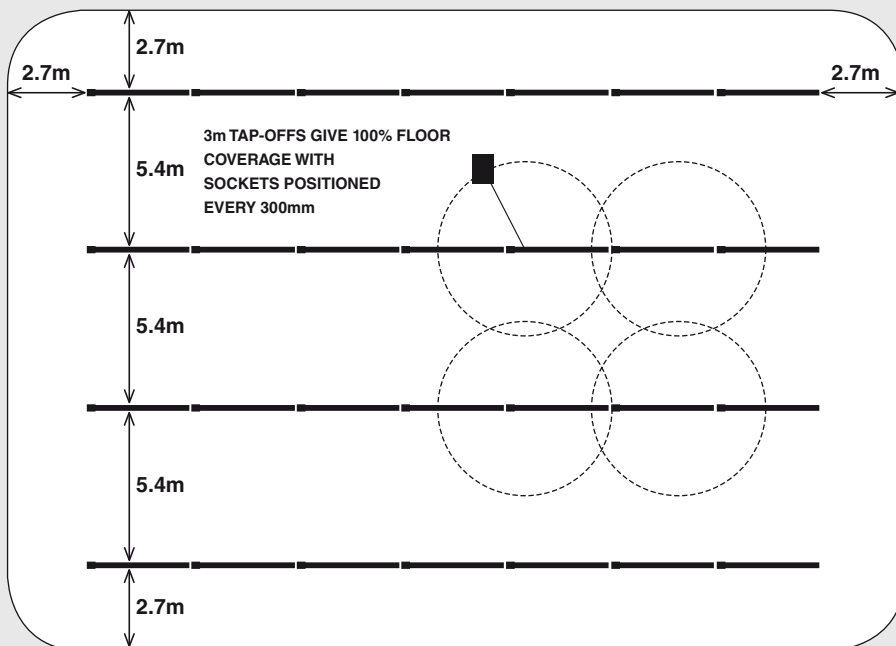 2.7m
2.7m
2.7m
3m TAP-OFFS GIVE 100% FLOOR
COVERAGE WITH
SOCKETS POSITIONED
EVERY 300mm
5.4m
5.4m
5.4m
2.7m